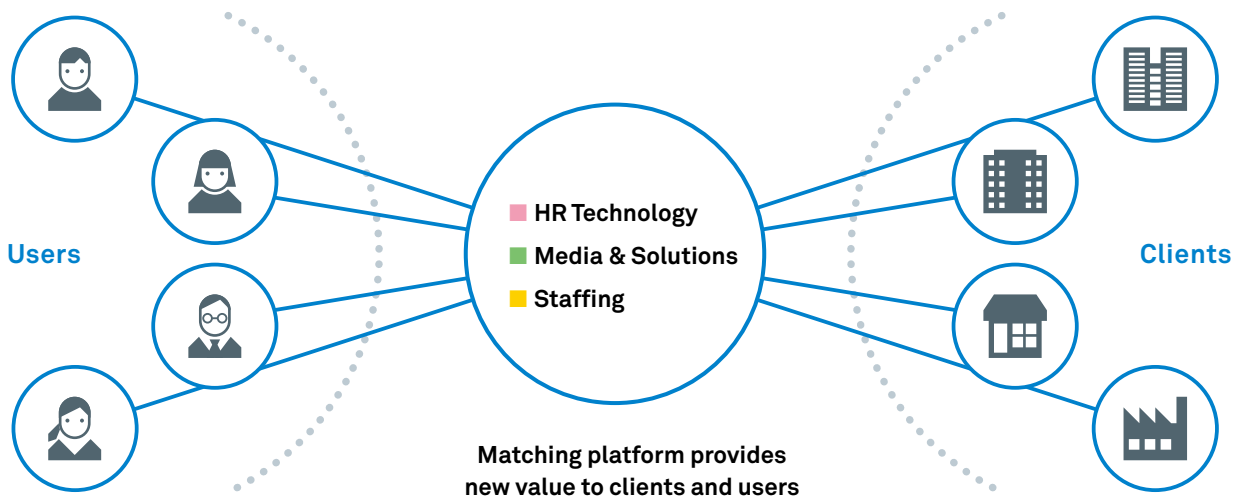 HR Technology
Media & Solutions
Staffing
Users
Clients
Matching platform provides
new value to clients and users